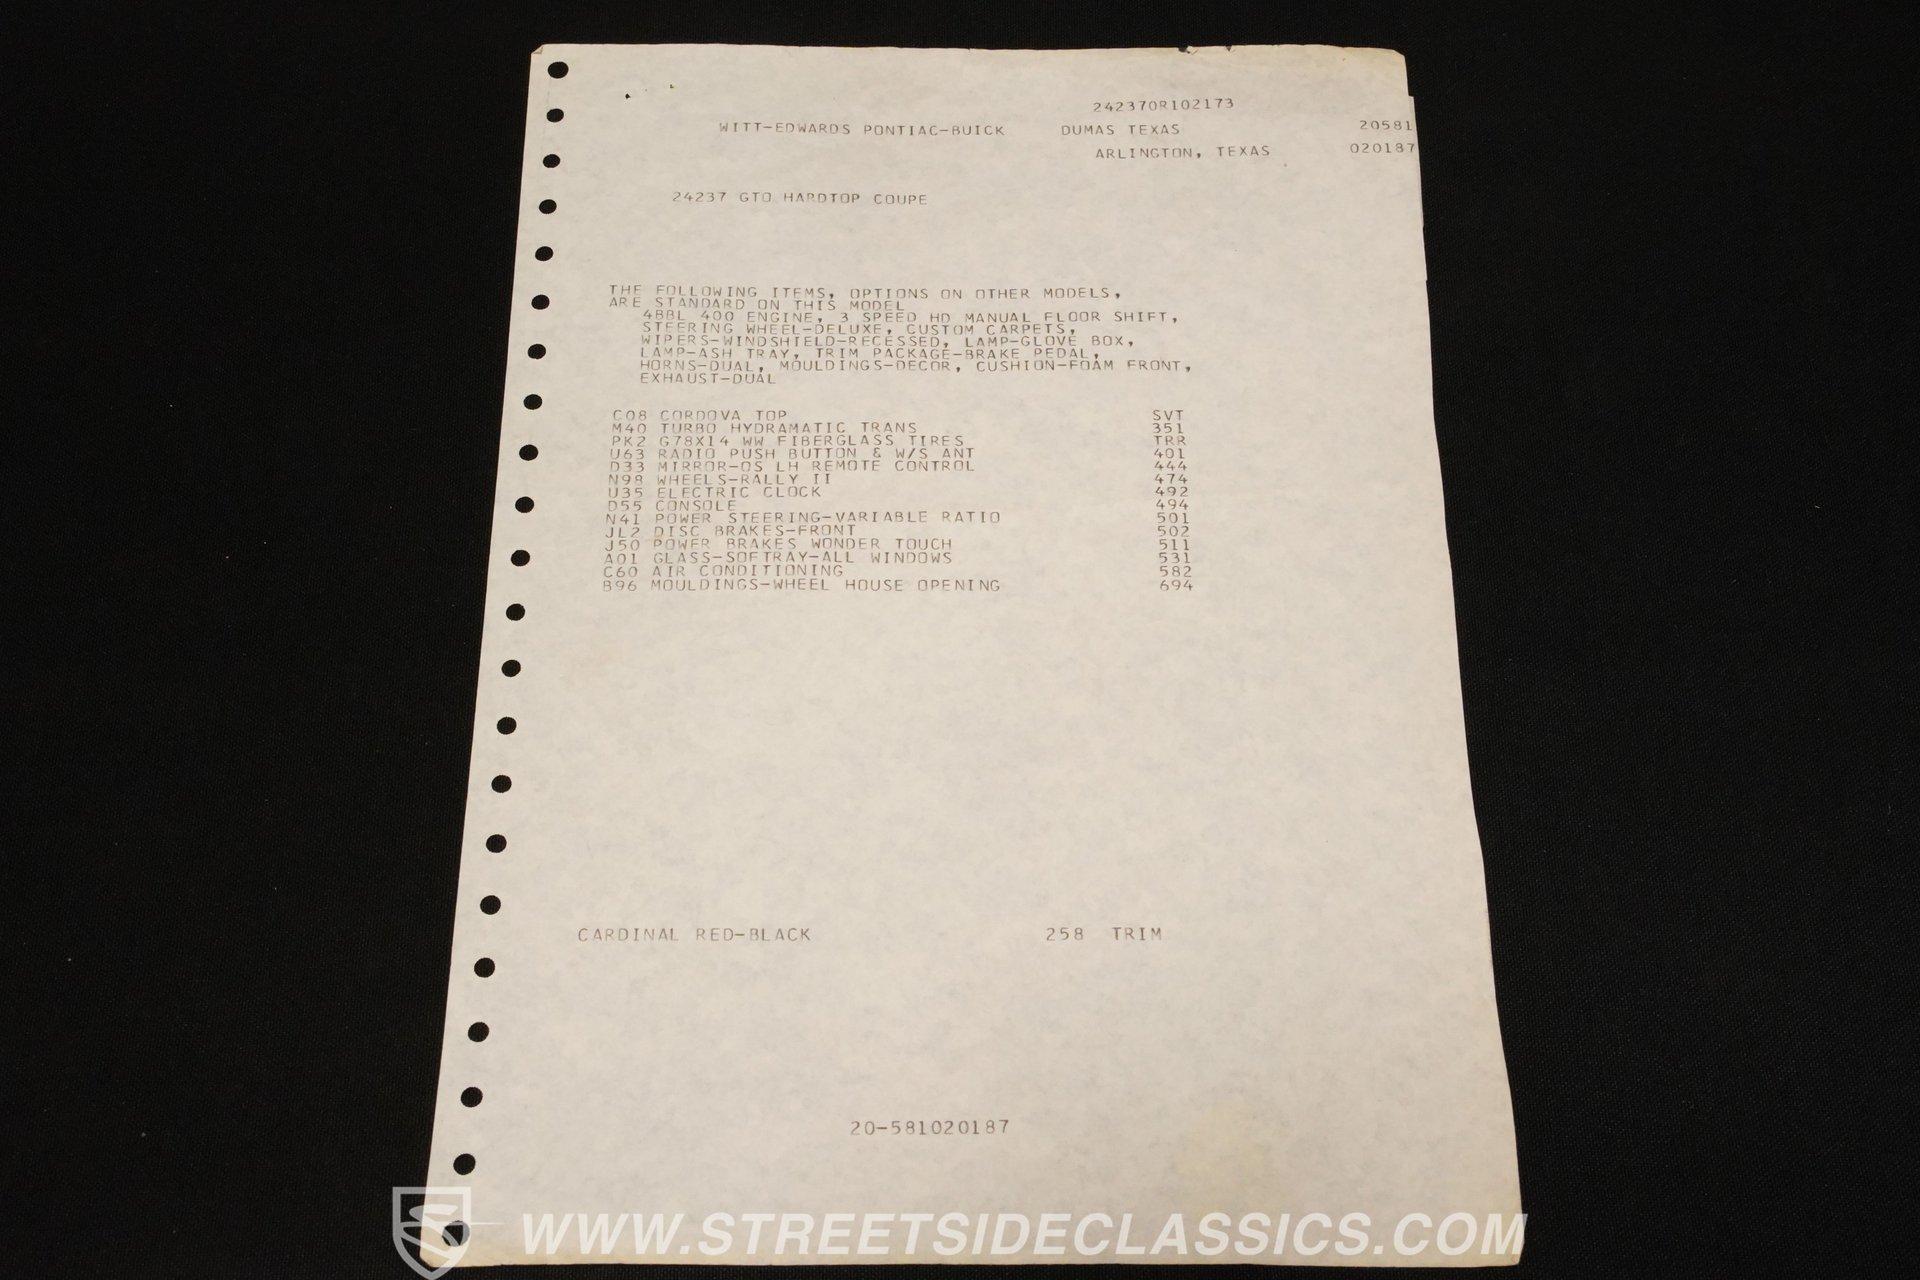 242370R102173
WITT-EDWARDS PONTIAC-BUICK DUMAS TEXAS 20581
ARLINGTON, TEXAS 020187
24237 GTO HARDTOP COUPE
THE FOLLOWING ITEMS, OPTIONS ON OTHER MODELS,
ARE STANDARD ON THIS MODEL
4BBL 400 ENGINE, 3 SPEED HD MANUAL FLOOR SHIFT,
STEERING WHEEL-DELUXE, CUSTOM CARPETS,
WIPERS-WINDSHIELD-RECESSED, LAMP-GLOVE BOX,
LAMP-ASH TRAY, TRIM PACKAGE-BRAKE PEDAL,
HORNS-DUAL, MOULDINGS-DECOR, CUSHION-FOAM FRONT,
EXHAUST-DUAL
C08 CORDOVA TOP SVT
M40 TURBO HYDRAMATIC TRANS 351
PK2 G78X14 WW FIBERGLASS TIRES TRR
U63 RADIO PUSH BUTTON & W/S ANT 401
D33 MIRROR-OS LH REMOTE CONTROL 444
N98 WHEELS-RALLY II 474
U35 ELECTRIC CLOCK 492
D55 CONSOLE 494
N41 POWER STEERING-VARIABLE RATIO 501
JL2 DISC BRAKES-FRONT 502
J50 POWER BRAKES WONDER TOUCH 511
A01 GLASS-SOFTRAY-ALL WINDOWS 531
C60 AIR CONDITIONING 582
B96 MOULDINGS-WHEEL HOUSE OPENING 694
CARDINAL RED-BLACK 258 TRIM
20-581020187
WWW.STREETSIDECLASSICS.COM